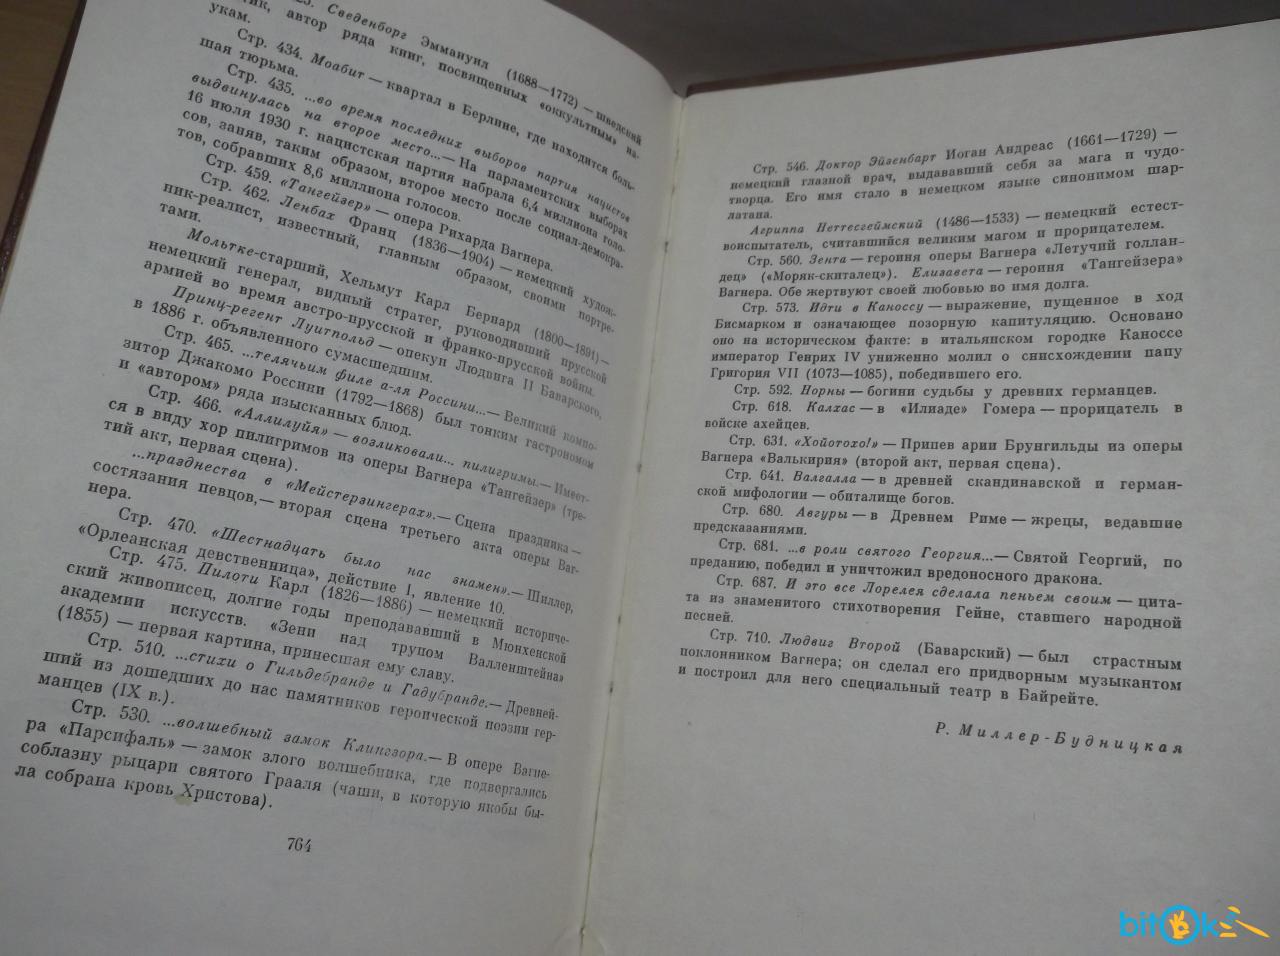 Сведенборг Эммануил (1688—1772) — шведский
автор ряда книг, посвященных «оккультным» на-
укам.
Стр. 434. Моабит — квартал в Берлине, где находится боль-
шая тюрьма.
Стр. 435. ...во время последних выборов партия нацистов
выдвинулась на второе место...— На парламентских выборах
16 июля 1930 г. нацистская партия набрала 6,4 миллиона голо-
сов, заняв, таким образом, второе место после социал-демокра-
тов, собравших 8,6 миллиона голосов.
Стр. 459. «Тангейзер» — опера Рихарда Вагнера.
Стр. 462. Ленбах Франц (1836—1904) — немецкий худож-
ник-реалист, известный, главным образом, своими портре-
тами.
Мольтке-старший, Хельмут Карл Бернард (1800—1891) —
немецкий генерал, видный стратег, руководивший прусской
армией во время австро-прусской и франко-прусской войны.
Принц-регент Луитпольд — опекун Людвига II Баварского,
в 1886 г. объявленного сумасшедшим.
Стр. 465. ...телячьим филе а-ля Россини...— Великий компо-
зитор Джакомо Россини (1792—1868) был тонким гастрономом
и «автором» ряда изысканных блюд.
Стр. 466. «Аллилуйя» — возликовали... пилигримы.— Имеет-
ся в виду хор пилигримов из оперы Вагнера «Тангейзер» (тре-
тий акт, первая сцена).
...празднества в «Мейстерзингерах».— Сцена праздника —
состязания певцов,— вторая сцена третьего акта оперы Ваг-
нера.
Стр. 470. «Шестнадцать было нас знамен».— Шиллер,
«Орлеанская девственница», действие I, явление 10.
Стр. 475. Пилоти Карл (1826—1886) — немецкий историче-
ский живописец, долгие годы преподававший в Мюнхенской
академии искусств. «Зени над трупом Валленштейна»
(1855) — первая картина, принесшая ему славу.
Стр. 510. ...стихи о Гильдебранде и Гадубранде.— Древней-
ший из дошедших до нас памятников героической поэзии гер-
манцев (IX в.).
Стр. 530. ...волшебный замок Клингзора.— В опере Вагне-
ра «Парсифаль» — замок злого волшебника, где подвергались
соблазну рыцари святого Грааля (чаши, в которую якобы бы-
ла собрана кровь Христова).
764
Стр. 546. Доктор Эйзенбарт Иоган Андреас (1661—1729) —
немецкий глазной врач, выдававший себя за мага и чудо-
творца. Его имя стало в немецком языке синонимом шар-
латана.
Агриппа Неттесгеймский (1486—1533) — немецкий естест-
воиспытатель, считавшийся великим магом и прорицателем.
Стр. 560. Зента — героиня оперы Вагнера «Летучий голлан-
дец» («Моряк-скиталец»). Елизавета — героиня «Тангейзера»
Вагнера. Обе жертвуют своей любовью во имя долга.
Стр. 573. Идти в Каноссу — выражение, пущенное в ход
Бисмарком и означающее позорную капитуляцию. Основано
оно на историческом факте: в итальянском городке Каноссе
император Генрих IV униженно молил о снисхождении папу
Григория VII (1073—1085), победившего его.
Стр. 592. Норны — богини судьбы у древних германцев.
Стр. 618. Калхас — в «Илиаде» Гомера — прорицатель в
войске ахейцев.
Стр. 631. «Хойотохо!» — Припев арии Брунгильды из оперы
Вагнера «Валькирия» (второй акт, первая сцена).
Стр. 641. Валгалла — в древней скандинавской и герман-
ской мифологии — обиталище богов.
Стр. 680. Авгуры — в Древнем Риме — жрецы, ведавшие
предсказаниями.
Стр. 681. ...в роли святого Георгия...— Святой Георгий, по
преданию, победил и уничтожил вредоносного дракона.
Стр. 687. И это все Лорелея сделала пеньем своим — цита-
та из знаменитого стихотворения Гейне, ставшего народной
песней.
Стр. 710. Людвиг Второй (Баварский) — был страстным
поклонником Вагнера; он сделал его придворным музыкантом
и построил для него специальный театр в Байрейте.
Р. Миллер-Будницкая